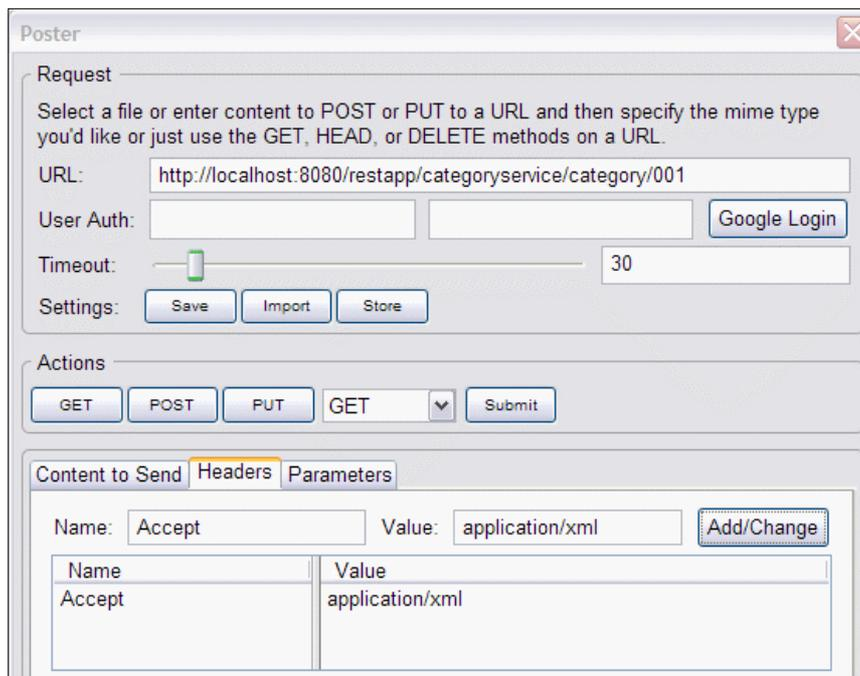 Poster
Request
Select a file or enter content to POST or PUT to a URL and then specify the mime type
you'd like or just use the GET, HEAD, or DELETE methods on a URL.
URL: http://localhost:8080/restapp/categoryservice/category/001
User Auth: Google Login
Timeout: 30
Settings: Save Import Store
Actions
GET POST PUT GET Submit
Content to Send Headers Parameters
Name: Accept Value: application/xml Add/Change
Name Value
Accept application/xml